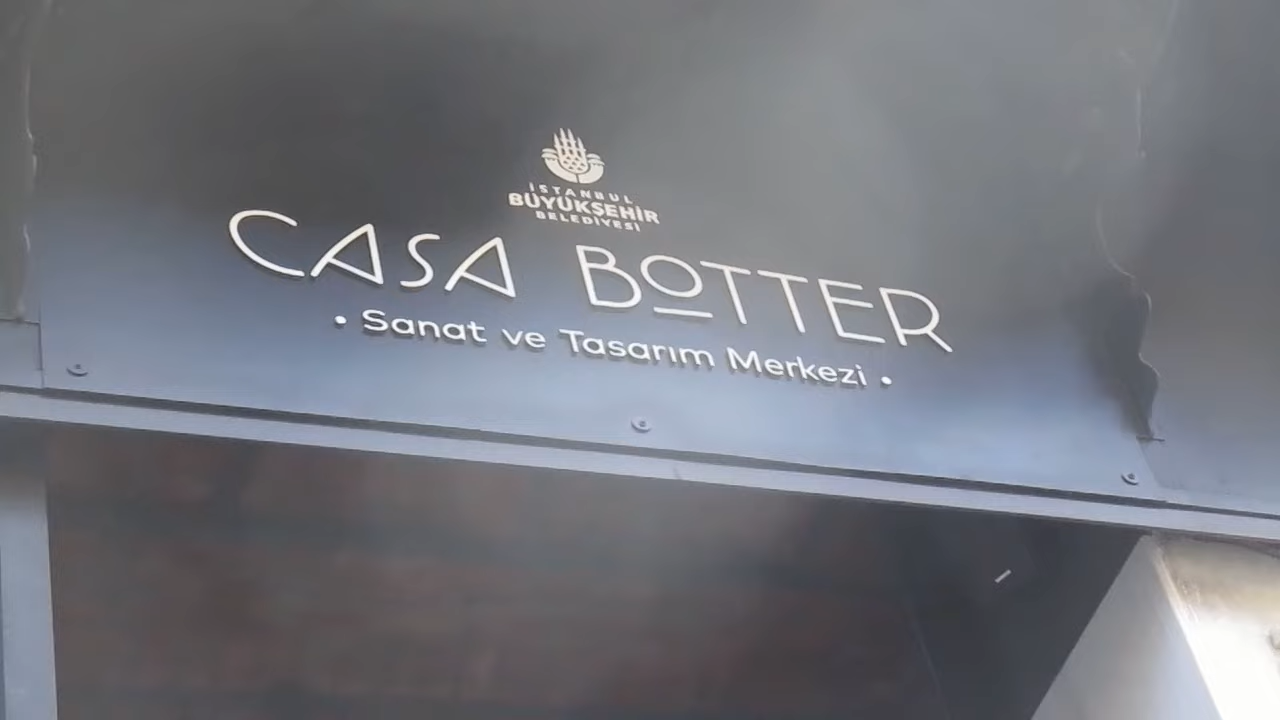 İSTANBUL
BÜYÜKŞEHİR
BELEDİYESİ
CASA BOTTER
• Sanat ve Tasarım Merkezi •